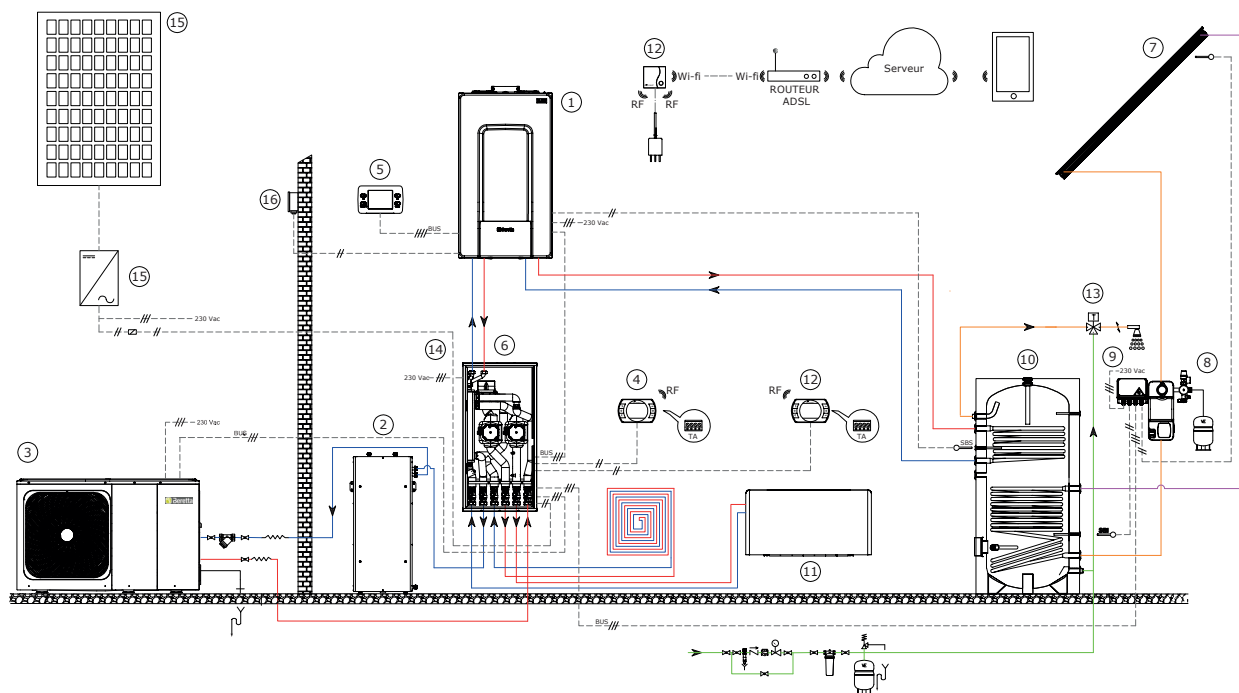 15
12
7
Wi-fi
Wi-fi
Serveur
ROUTEUR
ADSL
RF
RF
1
5
16
BUS
230 Vac
15
13
230 Vac
14
6
10
9
8
230 Vac
230 Vac
4
RF
12
RF
2
230 Vac
BUS
TA
TA
3
BUS
SBS
11
BUS